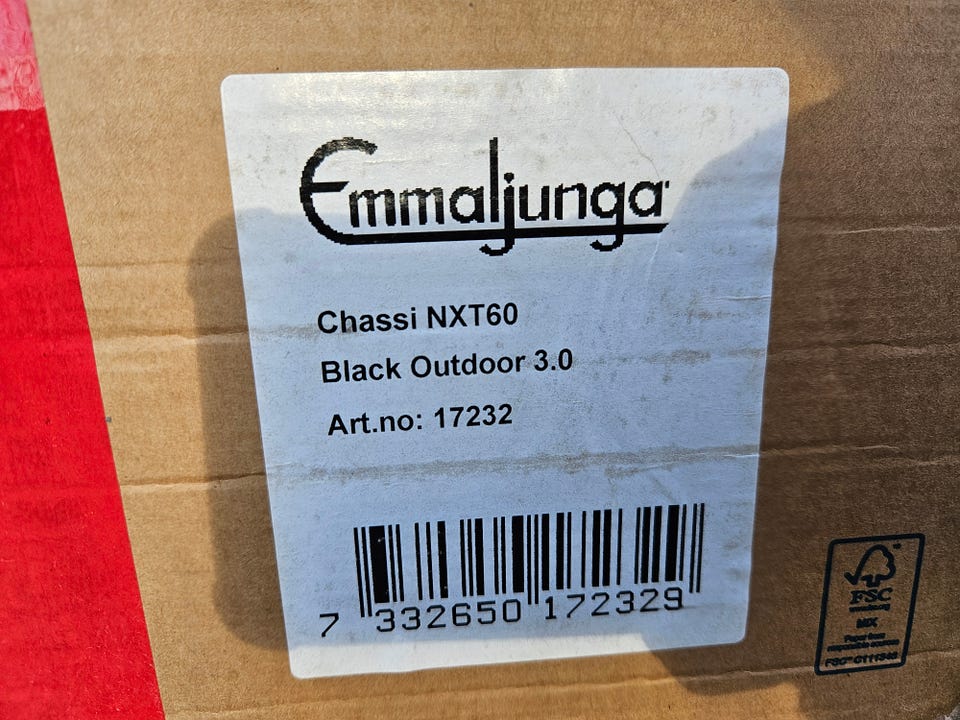 Emmaljunga
Chassi NXT60
Black Outdoor 3.0
Art.no: 17232
7 332650 172329
FSC
MIX